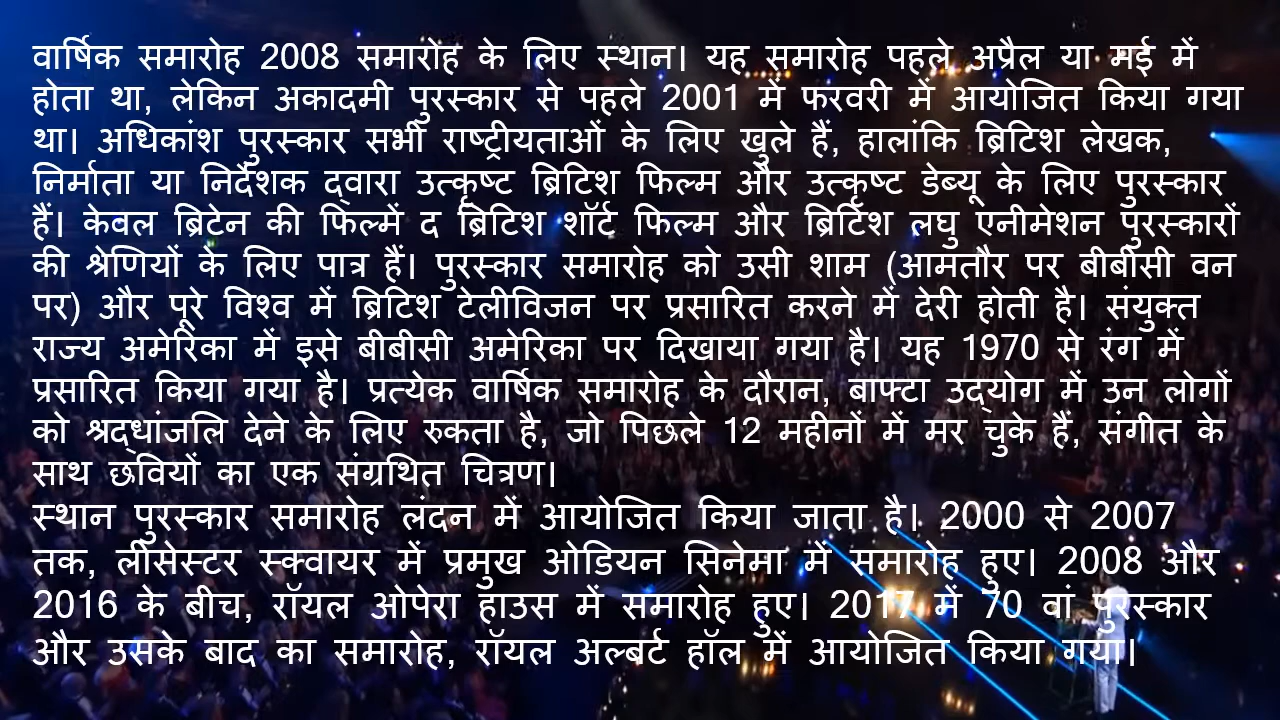 वार्षिक समारोह 2008 समारोह के लिए स्थान। यह समारोह पहले अप्रैल या मई में
होता था, लेकिन अकादमी पुरस्कार से पहले 2001 में फरवरी में आयोजित किया गया
था। अधिकांश पुरस्कार सभी राष्ट्रीयताओं के लिए खुले हैं, हालांकि ब्रिटिश लेखक,
निर्माता या निर्देशक द्वारा उत्कृष्ट ब्रिटिश फिल्म और उत्कृष्ट डेब्यू के लिए पुरस्कार
हैं। केवल ब्रिटेन की फिल्में द ब्रिटिश शॉर्ट फिल्म और ब्रिटिश लघु एनीमेशन पुरस्कारों
की श्रेणियों के लिए पात्र हैं। पुरस्कार समारोह को उसी शाम (आमतौर पर बीबीसी वन
पर) और पूरे विश्व में ब्रिटिश टेलीविजन पर प्रसारित करने में देरी होती है। संयुक्त
राज्य अमेरिका में इसे बीबीसी अमेरिका पर दिखाया गया है। यह 1970 से रंग में
प्रसारित किया गया है। प्रत्येक वार्षिक समारोह के दौरान, बाफ्टा उद्योग में उन लोगों
को श्रद्धांजलि देने के लिए रुकता है, जो पिछले 12 महीनों में मर चुके हैं, संगीत के
साथ छवियों का एक संग्रथित चित्रण।
स्थान पुरस्कार समारोह लंदन में आयोजित किया जाता है। 2000 से 2007
तक, लीसेस्टर स्क्वायर में प्रमुख ओडियन सिनेमा में समारोह हुए। 2008 और
2016 के बीच, रॉयल ओपेरा हाउस में समारोह हुए। 2017 में 70 वां पुरस्कार
और उसके बाद का समारोह, रॉयल अल्बर्ट हॉल में आयोजित किया गया।